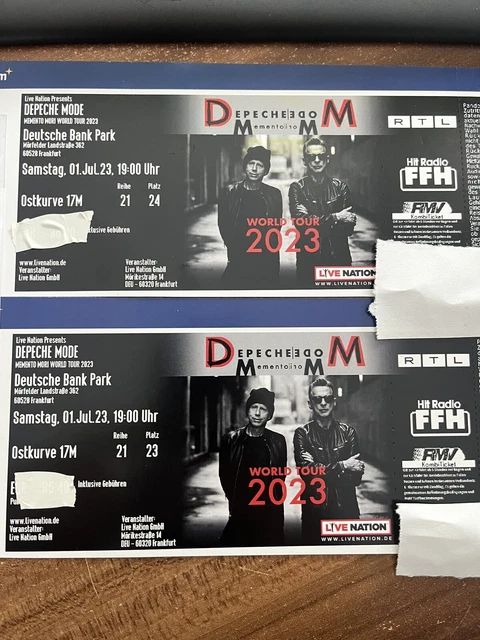 Live Nation Presents
DEPECHE MODE
MEMENTO MORI WORLD TOUR 2023
Deutsche Bank Park
Mörfelder Landstraße 362
60528 Frankfurt
Samstag, 01.Jul.23, 19:00 Uhr
Reihe Platz
Ostkurve 17M 21 24
Inklusive Gebühren
www.livenation.de
Veranstalter:
Live Nation GmbH
Veranstalter:
Live Nation GmbH
Mörikestraße 14
DEU - 60320 Frankfurt
DEPECHE MODE M
Memento Mori
WORLD TOUR
2023
LIVE NATION
WWW.LIVENATION.
RTL
Hit Radio
FFH
RMV
KombiTicket
Live Nation Presents
DEPECHE MODE
MEMENTO MORI WORLD TOUR 2023
Deutsche Bank Park
Mörfelder Landstraße 362
60528 Frankfurt
Samstag, 01.Jul.23, 19:00 Uhr
Reihe Platz
Ostkurve 17M 21 23
Inklusive Gebühren
www.livenation.de
Veranstalter:
Live Nation GmbH
Veranstalter:
Live Nation GmbH
Mörikestraße 14
DEU - 60320 Frankfurt
DEPECHE MODE M
Memento Mori
WORLD TOUR
2023
LIVE NATION
WWW.LIVENATION.DE
RTL
Hit Radio
FFH
RMV
KombiTicket